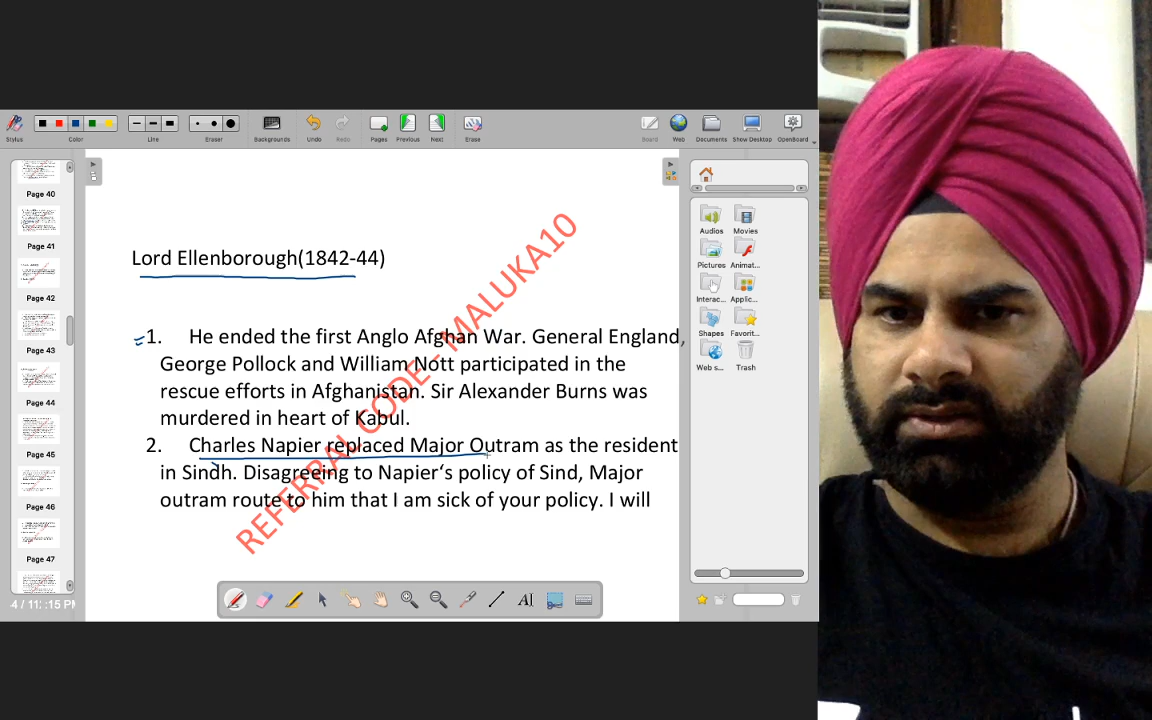 Stylus Color Line Eraser Backgrounds Undo Redo Pages Previous Next Erase Board Web Documents Show Desktop OpenBoard
Page 40
Page 41
Page 42
Page 43
Page 44
Page 45
Page 46
Page 47
Lord Ellenborough(1842-44)
1. He ended the first Anglo Afghan War. General England,
George Pollock and William Nott participated in the
rescue efforts in Afghanistan. Sir Alexander Burns was
murdered in heart of Kabul.
2. Charles Napier replaced Major Outram as the resident
in Sindh. Disagreeing to Napier‘s policy of Sind, Major
outram route to him that I am sick of your policy. I will
REFERRAL CODE - MALUKA10
Audios Movies
Pictures Animat...
Interac... Applic...
Shapes Favorit...
Web s... Trash